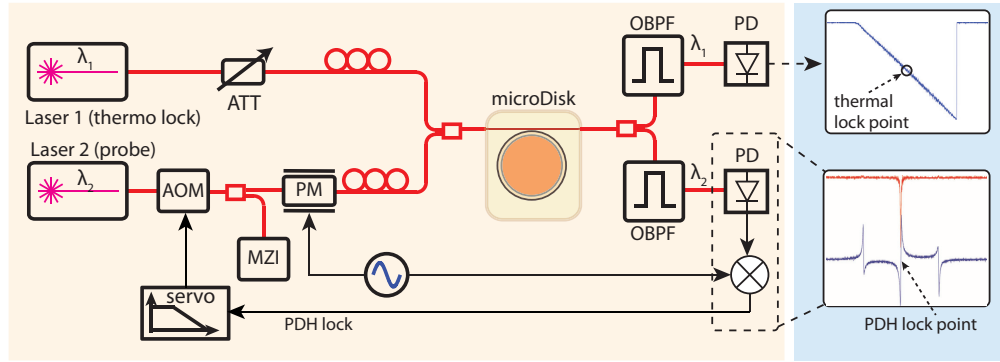 OBPF
PD
λ1
λ1
ATT
Laser 1 (thermo lock)
microDisk
thermal
lock point
Laser 2 (probe)
λ2
AOM
PM
λ2
PD
OBPF
MZI
servo
PDH lock
PDH lock point